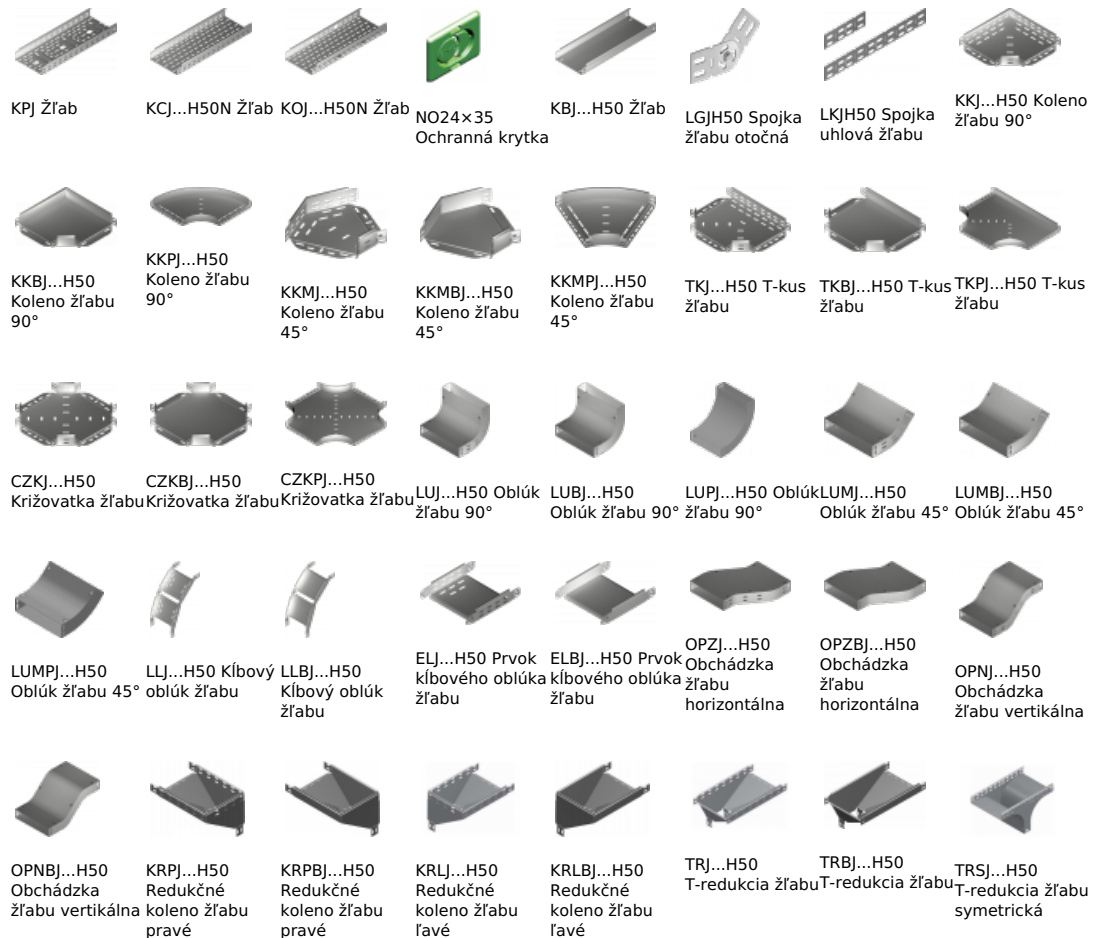 KPJ Žľab
KCJ...H50N Žľab
KOJ...H50N Žľab
NO24×35
Ochranná krytka
KBJ...H50 Žľab
LGJH50 Spojka
žľabu otočná
LKJH50 Spojka
uhlová žľabu
KKJ...H50 Koleno
žľabu 90°
KKBJ...H50
Koleno žľabu
90°
KKPJ...H50
Koleno žľabu
90°
KKMJ...H50
Koleno žľabu
45°
KKMBJ...H50
Koleno žľabu
45°
KKMPJ...H50
Koleno žľabu
45°
TKJ...H50 T-kus
žľabu
TKBJ...H50 T-kus
žľabu
TKPJ...H50 T-kus
žľabu
CZKJ...H50
Križovatka žľabu
CZKBJ...H50
Križovatka žľabu
CZKPJ...H50
Križovatka žľabu
LUJ...H50 Oblúk
žľabu 90°
LUBJ...H50
Oblúk žľabu 90°
LUPJ...H50 Oblúk
žľabu 90°
LUMJ...H50
Oblúk žľabu 45°
LUMBJ...H50
Oblúk žľabu 45°
LUMPJ...H50
Oblúk žľabu 45°
LLJ...H50 Kĺbový
oblúk žľabu
LLBJ...H50
Kĺbový oblúk
žľabu
ELJ...H50 Prvok
kĺbového oblúka
žľabu
ELBJ...H50 Prvok
kĺbového oblúka
žľabu
OPZJ...H50
Obchádzka
žľabu
horizontálna
OPZBJ...H50
Obchádzka
žľabu
horizontálna
OPNJ...H50
Obchádzka
žľabu vertikálna
OPNBJ...H50
Obchádzka
žľabu vertikálna
KRPJ...H50
Redukčné
koleno žľabu
pravé
KRPBJ...H50
Redukčné
koleno žľabu
pravé
KRLJ...H50
Redukčné
koleno žľabu
ľavé
KRLBJ...H50
Redukčné
koleno žľabu
ľavé
TRJ...H50
T-redukcia žľabu
TRBJ...H50
T-redukcia žľabu
TRSJ...H50
T-redukcia žľabu
symetrická